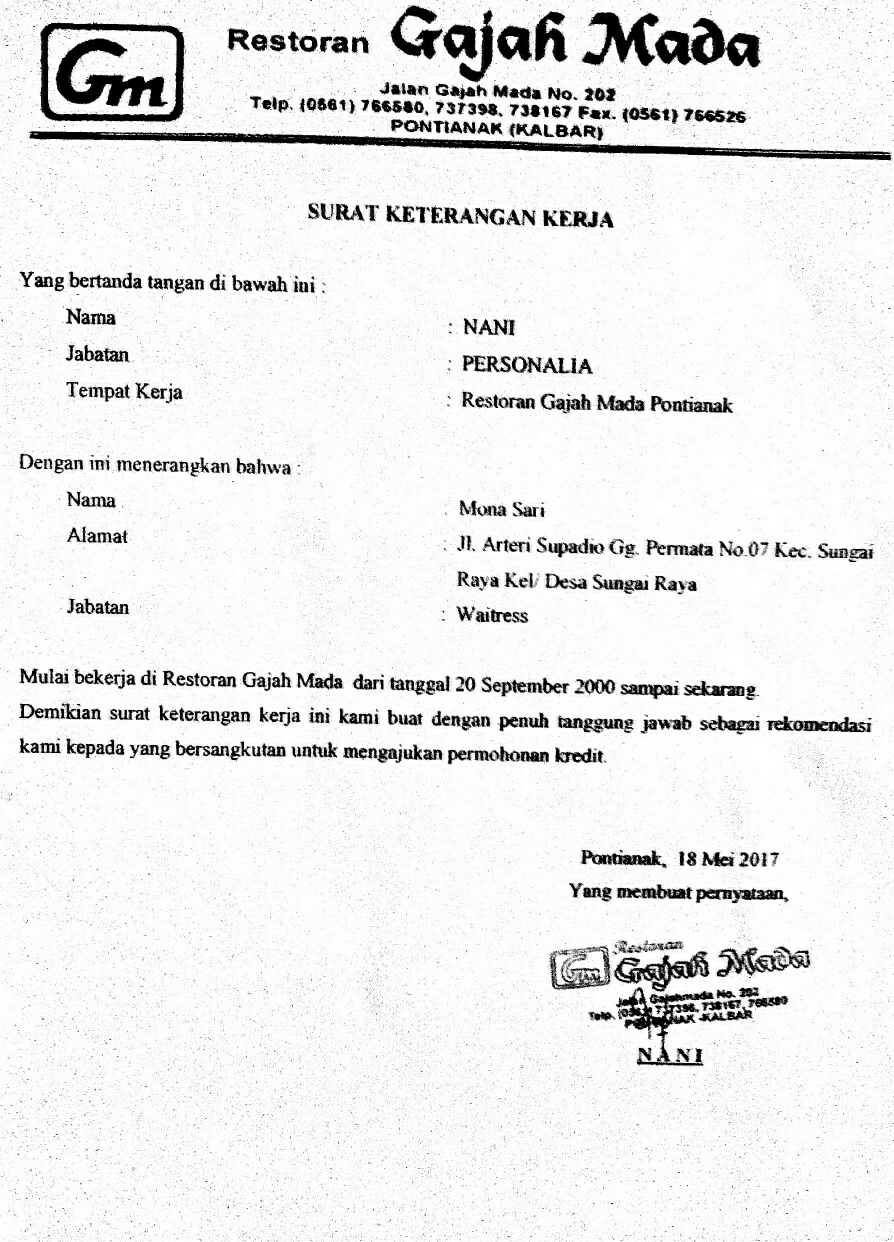 Gm
Restoran Gajah Mada
Jalan Gajah Mada No. 202
Telp. (0561) 766580, 737398, 738167 Fax. (0561) 766526
PONTIANAK (KALBAR)
SURAT KETERANGAN KERJA
Yang bertanda tangan di bawah ini :
Nama : NANI
Jabatan : PERSONALIA
Tempat Kerja : Restoran Gajah Mada Pontianak
Dengan ini menerangkan bahwa :
Nama : Mona Sari
Alamat : Jl. Arteri Supadio Gg. Permata No.07 Kec. Sungai
Raya Kel/ Desa Sungai Raya
Jabatan : Waitress
Mulai bekerja di Restoran Gajah Mada dari tanggal 20 September 2000 sampai sekarang.
Demikian surat keterangan kerja ini kami buat dengan penuh tanggung jawab sebagai rekomendasi
kami kepada yang bersangkutan untuk mengajukan permohonan kredit.
Pontianak, 18 Mei 2017
Yang membuat pernyataan,
Restoran
Gm Gajah Mada
Jalan Gajahmada No. 202
Telp. (0561) 737398, 738167, 766580
PONTIANAK -KALBAR
NANI